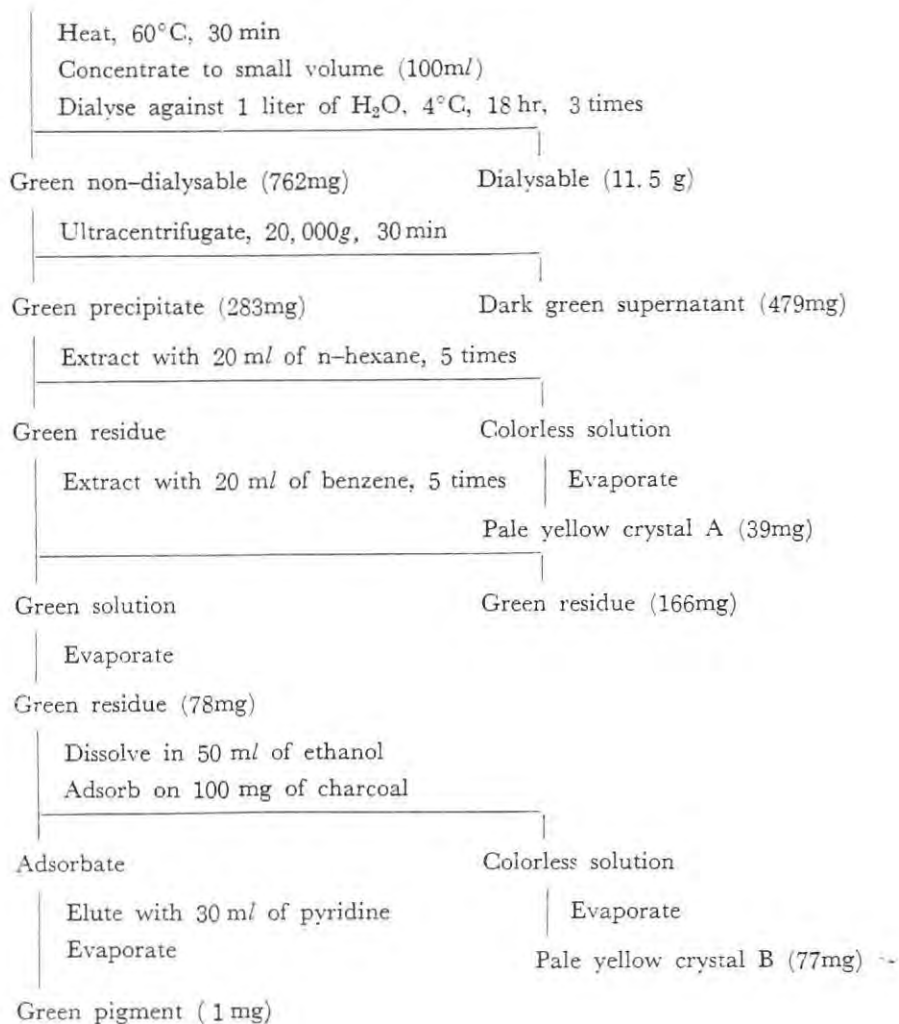 Heat, 60°C, 30 min
Concentrate to small volume (100ml)
Dialyse against 1 liter of H₂O, 4°C, 18 hr, 3 times
Green non-dialysable (762mg) Dialysable (11.5 g)
Ultracentrifugate, 20,000g, 30 min
Green precipitate (283mg) Dark green supernatant (479mg)
Extract with 20 ml of n-hexane, 5 times
Green residue Colorless solution
Extract with 20 ml of benzene, 5 times Evaporate
Pale yellow crystal A (39mg)
Green solution Green residue (166mg)
Evaporate
Green residue (78mg)
Dissolve in 50 ml of ethanol
Adsorb on 100 mg of charcoal
Adsorbate Colorless solution
Elute with 30 ml of pyridine Evaporate
Evaporate
Pale yellow crystal B (77mg)
Green pigment (1 mg)